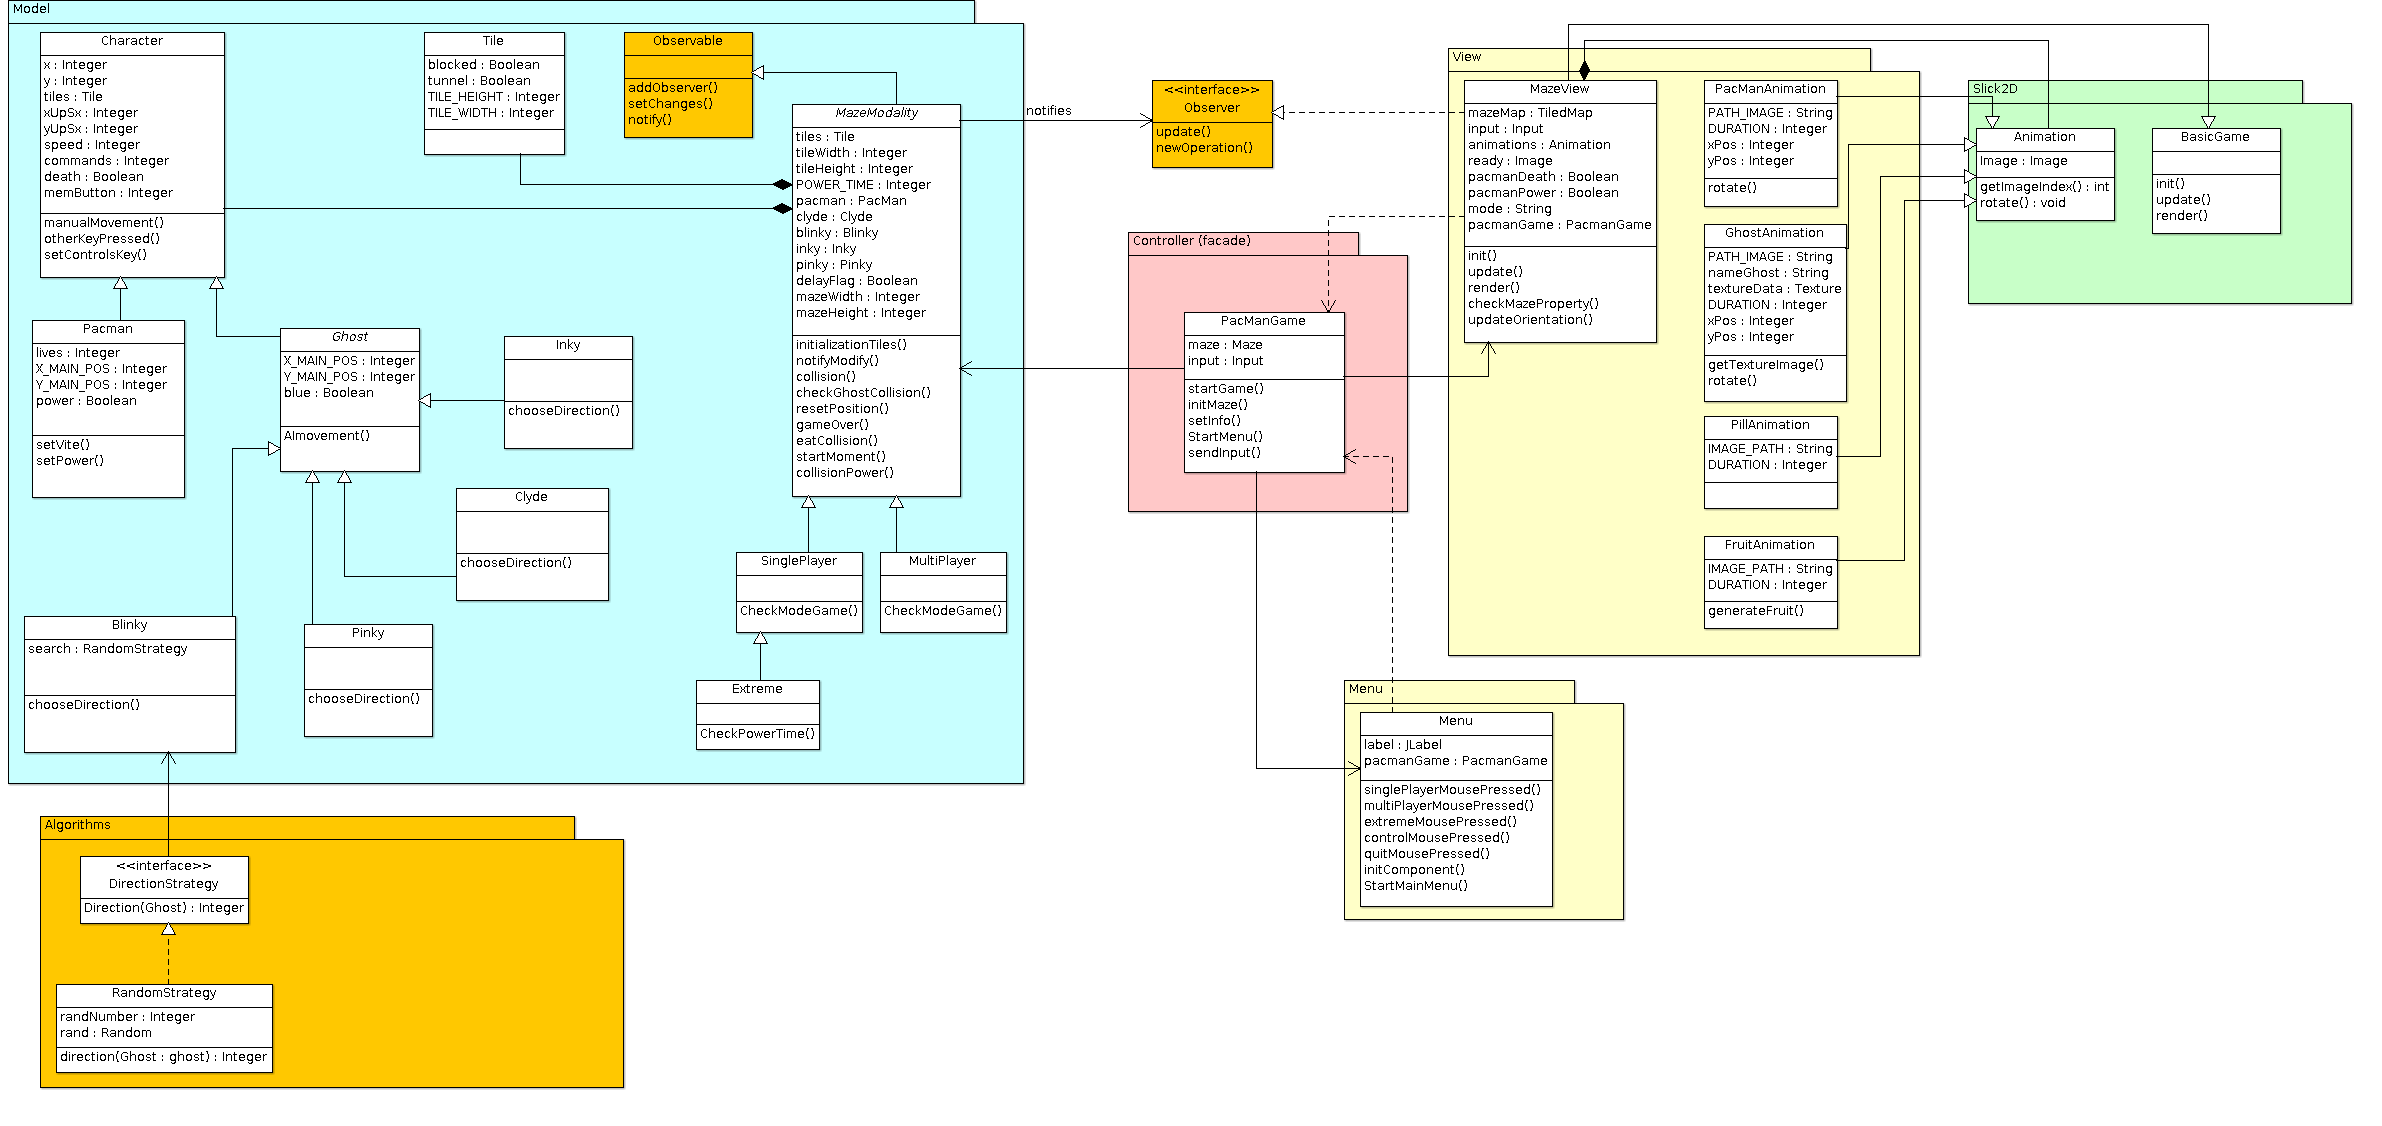 Model
Character
x : Integer
y : Integer
tiles : Tile
xUpSx : Integer
yUpSx : Integer
speed : Integer
commands : Integer
death : Boolean
memButton : Integer
manualMovement()
otherKeyPressed()
setControlsKey()
Tile
blocked : Boolean
tunnel : Boolean
TILE_HEIGHT : Integer
TILE_WIDTH : Integer
Observable
addObserver()
setChanges()
notify()
MazeModality
tiles : Tile
tileWidth : Integer
tileHeight : Integer
POWER_TIME : Integer
pacman : PacMan
clyde : Clyde
blinky : Blinky
inky : Inky
pinky : Pinky
delayFlag : Boolean
mazeWidth : Integer
mazeHeight : Integer
initializationTiles()
notifyModify()
collision()
checkGhostCollision()
resetPosition()
gameOver()
eatCollision()
startMoment()
collisionPower()
Pacman
lives : Integer
X_MAIN_POS : Integer
Y_MAIN_POS : Integer
power : Boolean
setVite()
setPower()
Ghost
X_MAIN_POS : Integer
Y_MAIN_POS : Integer
blue : Boolean
AImovement()
Inky
chooseDirection()
Clyde
chooseDirection()
SinglePlayer
CheckModeGame()
MultiPlayer
CheckModeGame()
Blinky
search : RandomStrategy
chooseDirection()
Pinky
chooseDirection()
Extreme
CheckPowerTime()
Algorithms
<<interface>>
DirectionStrategy
Direction(Ghost) : Integer
RandomStrategy
randNumber : Integer
rand : Random
direction(Ghost : ghost) : Integer
notifies
<<interface>>
Observer
update()
newOperation()
Controller (facade)
PacManGame
maze : Maze
input : Input
startGame()
initMaze()
setInfo()
StartMenu()
sendInput()
View
MazeView
mazeMap : TiledMap
input : Input
animations : Animation
ready : Image
pacmanDeath : Boolean
pacmanPower : Boolean
mode : String
pacmanGame : PacmanGame
init()
update()
render()
checkMazeProperty()
updateOrientation()
PacManAnimation
PATH_IMAGE : String
DURATION : Integer
xPos : Integer
yPos : Integer
rotate()
GhostAnimation
PATH_IMAGE : String
nameGhost : String
textureData : Texture
DURATION : Integer
xPos : Integer
yPos : Integer
getTextureImage()
rotate()
PillAnimation
IMAGE_PATH : String
DURATION : Integer
FruitAnimation
IMAGE_PATH : String
DURATION : Integer
generateFruit()
Slick2D
Animation
Image : Image
getImageIndex() : int
rotate() : void
BasicGame
init()
update()
render()
Menu
Menu
label : JLabel
pacmanGame : PacmanGame
singlePlayerMousePressed()
multiPlayerMousePressed()
extremeMousePressed()
controlMousePressed()
quitMousePressed()
initComponent()
StartMainMenu()